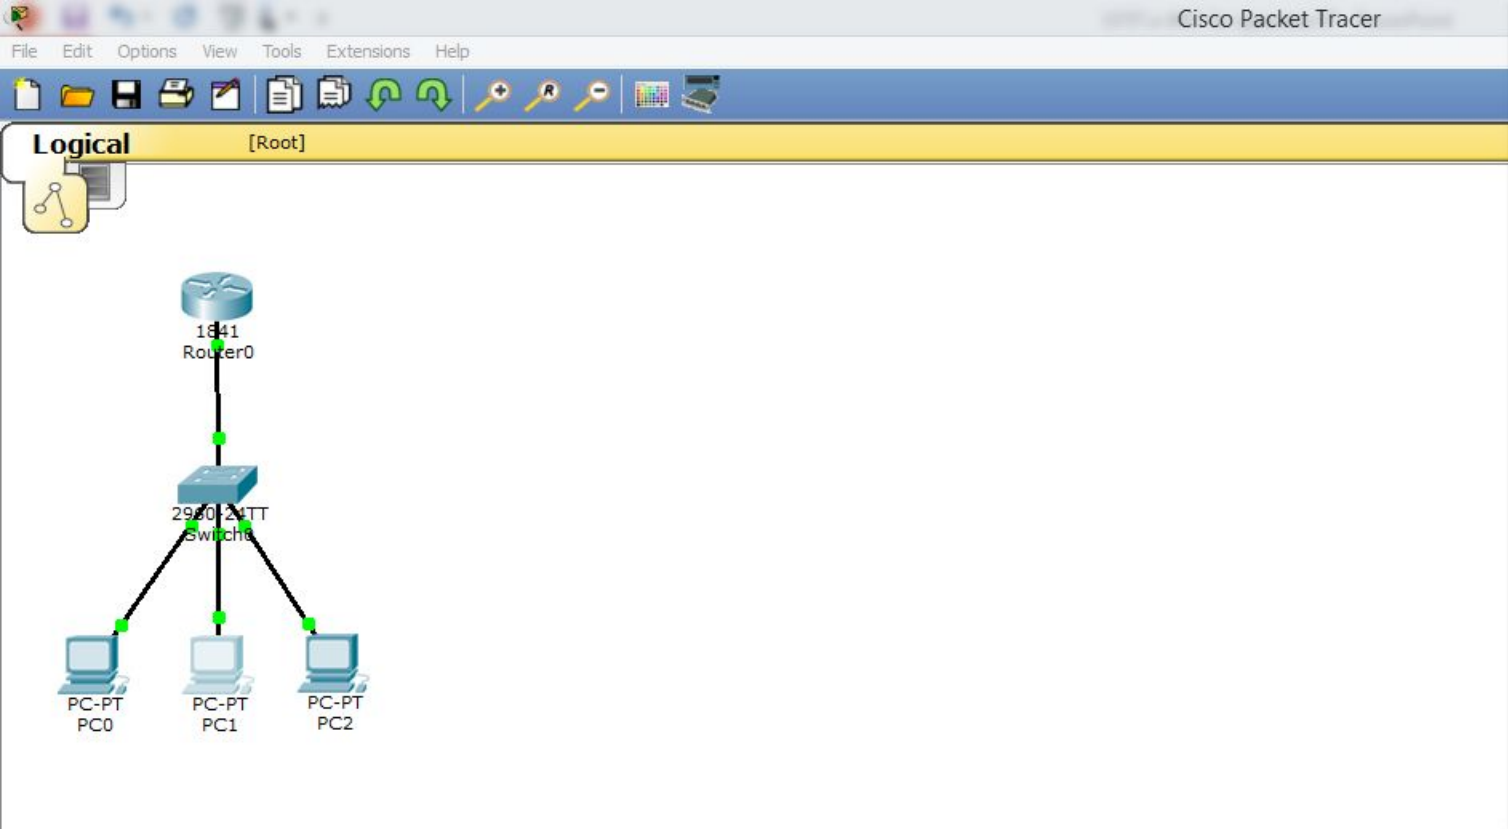 Cisco Packet Tracer
File Edit Options View Tools Extensions Help
R
Logical [Root]
1841
Router0
2960-24TT
Switch0
PC-PT
PC0
PC-PT
PC1
PC-PT
PC2